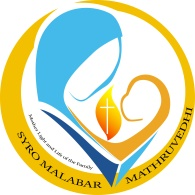 Mother Light and Life of the Family
SYRO MALABAR MATHRUVEDHI